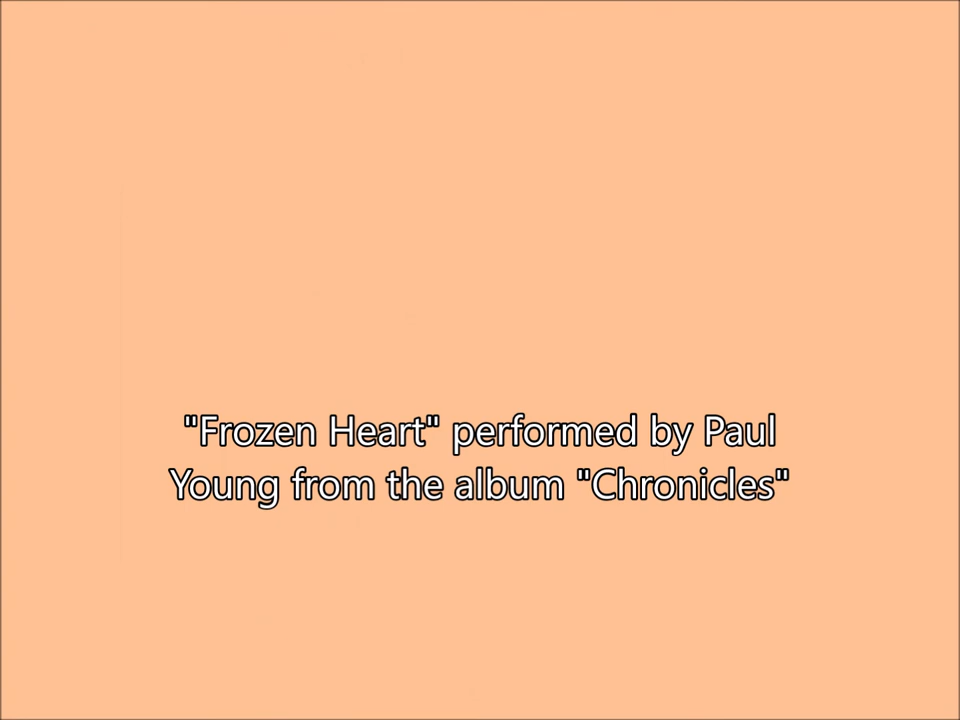 "Frozen Heart" performed by Paul
Young from the album "Chronicles"